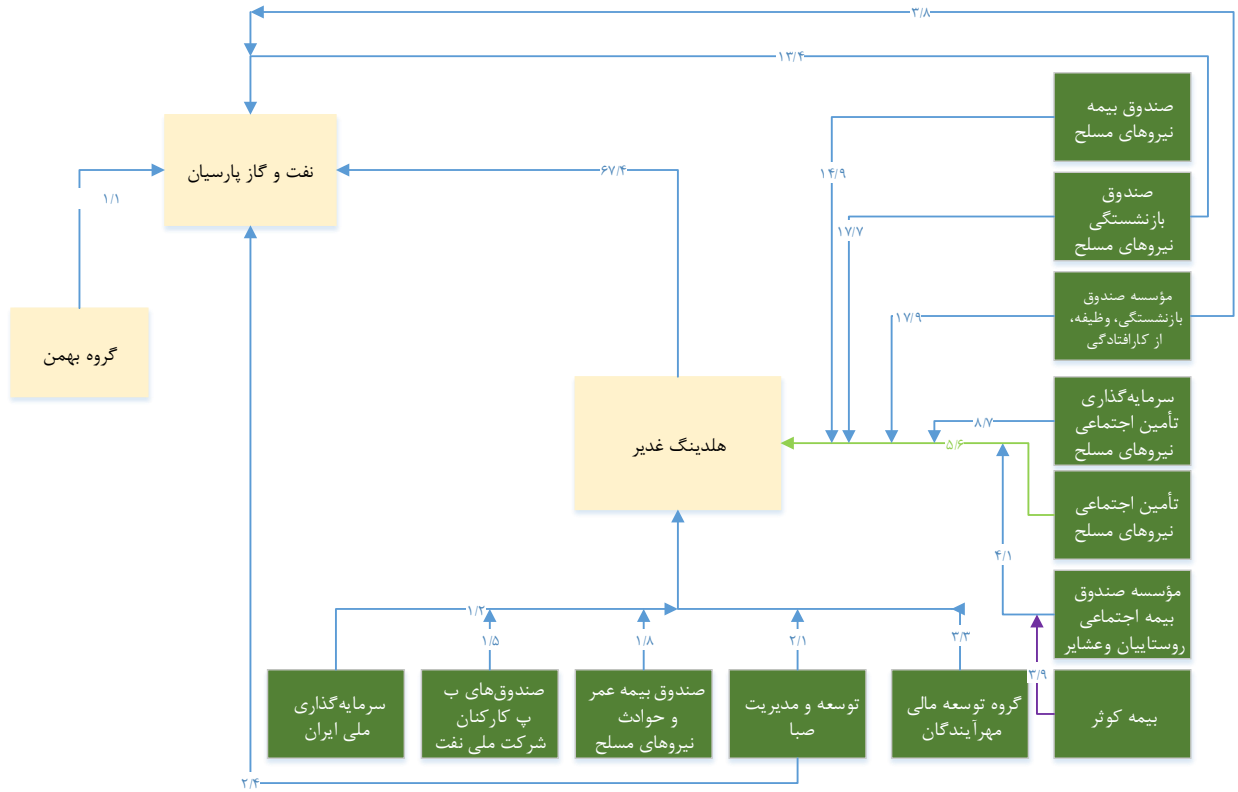 ۳/۸
۱۳/۴
صندوق بیمه
نیروهای مسلح
نفت و گاز پارسیان
۶۷/۴
۱۴/۹
۱/۱
صندوق
بازنشستگی
نیروهای مسلح
۱۷/۷
مؤسسه صندوق
بازنشستگی، وظیفه،
از کارافتادگی
۱۷/۹
گروه بهمن
سرمایه‌گذاری
تأمین اجتماعی
نیروهای مسلح
۸/۷
هلدینگ غدیر
۵/۶
تأمین اجتماعی
نیروهای مسلح
۴/۱
مؤسسه صندوق
بیمه اجتماعی
روستاییان وعشایر
۱/۲
۱/۵
۱/۸
۲/۱
۳/۳
۳/۹
بیمه کوثر
گروه توسعه مالی
مهرآیندگان
توسعه و مدیریت
صبا
صندوق بیمه عمر
و حوادث
نیروهای مسلح
صندوق‌های ب
پ کارکنان
شرکت ملی نفت
سرمایه‌گذاری
ملی ایران
۲/۴